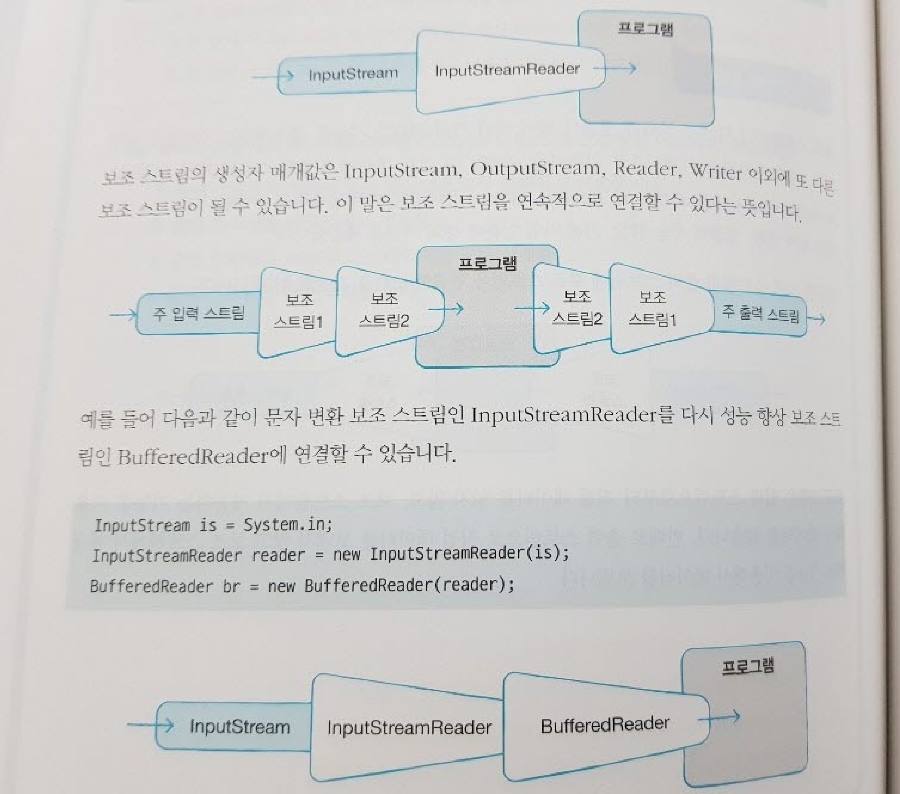 프로그램
InputStream
InputStreamReader
보조 스트림의 생성자 매개값은 InputStream, OutputStream, Reader, Writer 이외에 또 다른
보조 스트림이 될 수 있습니다. 이 말은 보조 스트림을 연속적으로 연결할 수 있다는 뜻입니다.
프로그램
주 입력 스트림
보조
스트림1
보조
스트림2
보조
스트림2
보조
스트림1
주 출력 스트림
예를 들어 다음과 같이 문자 변환 보조 스트림인 InputStreamReader를 다시 성능 향상 보조 스트
림인 BufferedReader에 연결할 수 있습니다.
InputStream is = System.in;
InputStreamReader reader = new InputStreamReader(is);
BufferedReader br = new BufferedReader(reader);
프로그램
InputStream
InputStreamReader
BufferedReader